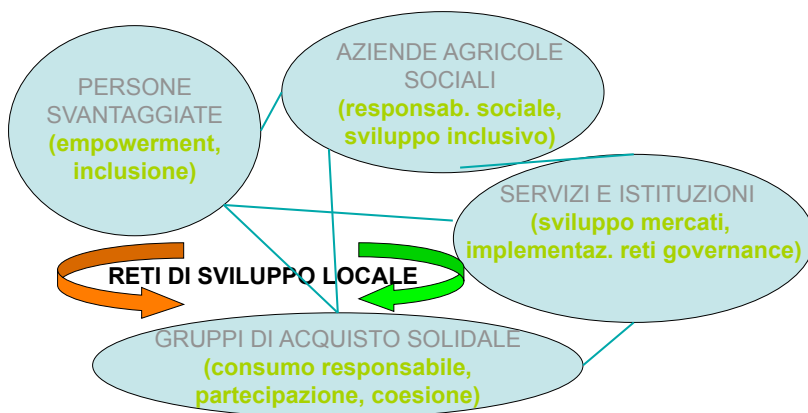 PERSONE
SVANTAGGIATE
(empowerment,
inclusione)
AZIENDE AGRICOLE
SOCIALI
(responsab. sociale,
sviluppo inclusivo)
SERVIZI E ISTITUZIONI
(sviluppo mercati,
implementaz. reti governance)
RETI DI SVILUPPO LOCALE
GRUPPI DI ACQUISTO SOLIDALE
(consumo responsabile,
partecipazione, coesione)